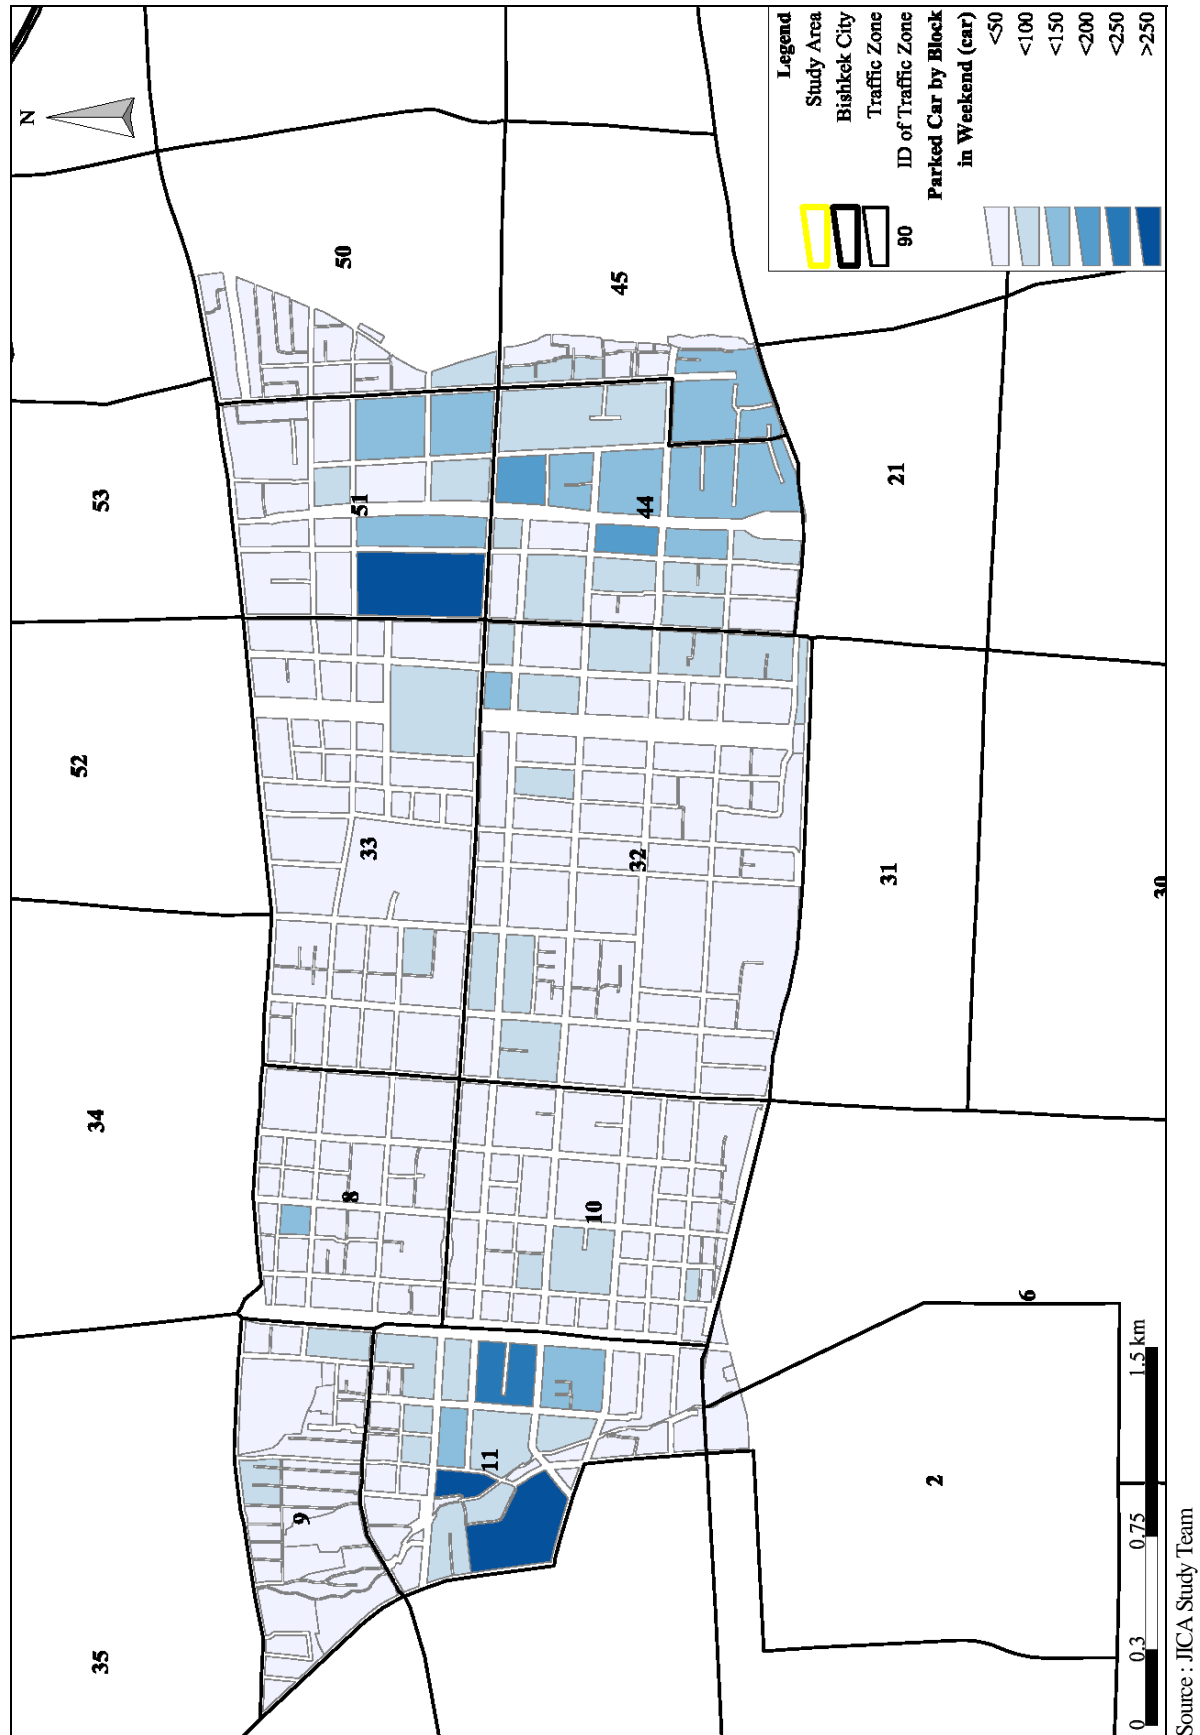 N
35
34
52
53
9
8
33
51
50
11
10
32
44
45
2
6
31
21
30
Legend
Study Area
Bishkek City
Traffic Zone
90 ID of Traffic Zone
Parked Car by Block
in Weekend (car)
<50
<100
<150
<200
<250
>250
0 0.3 0.75 1.5 km
Source : JICA Study Team